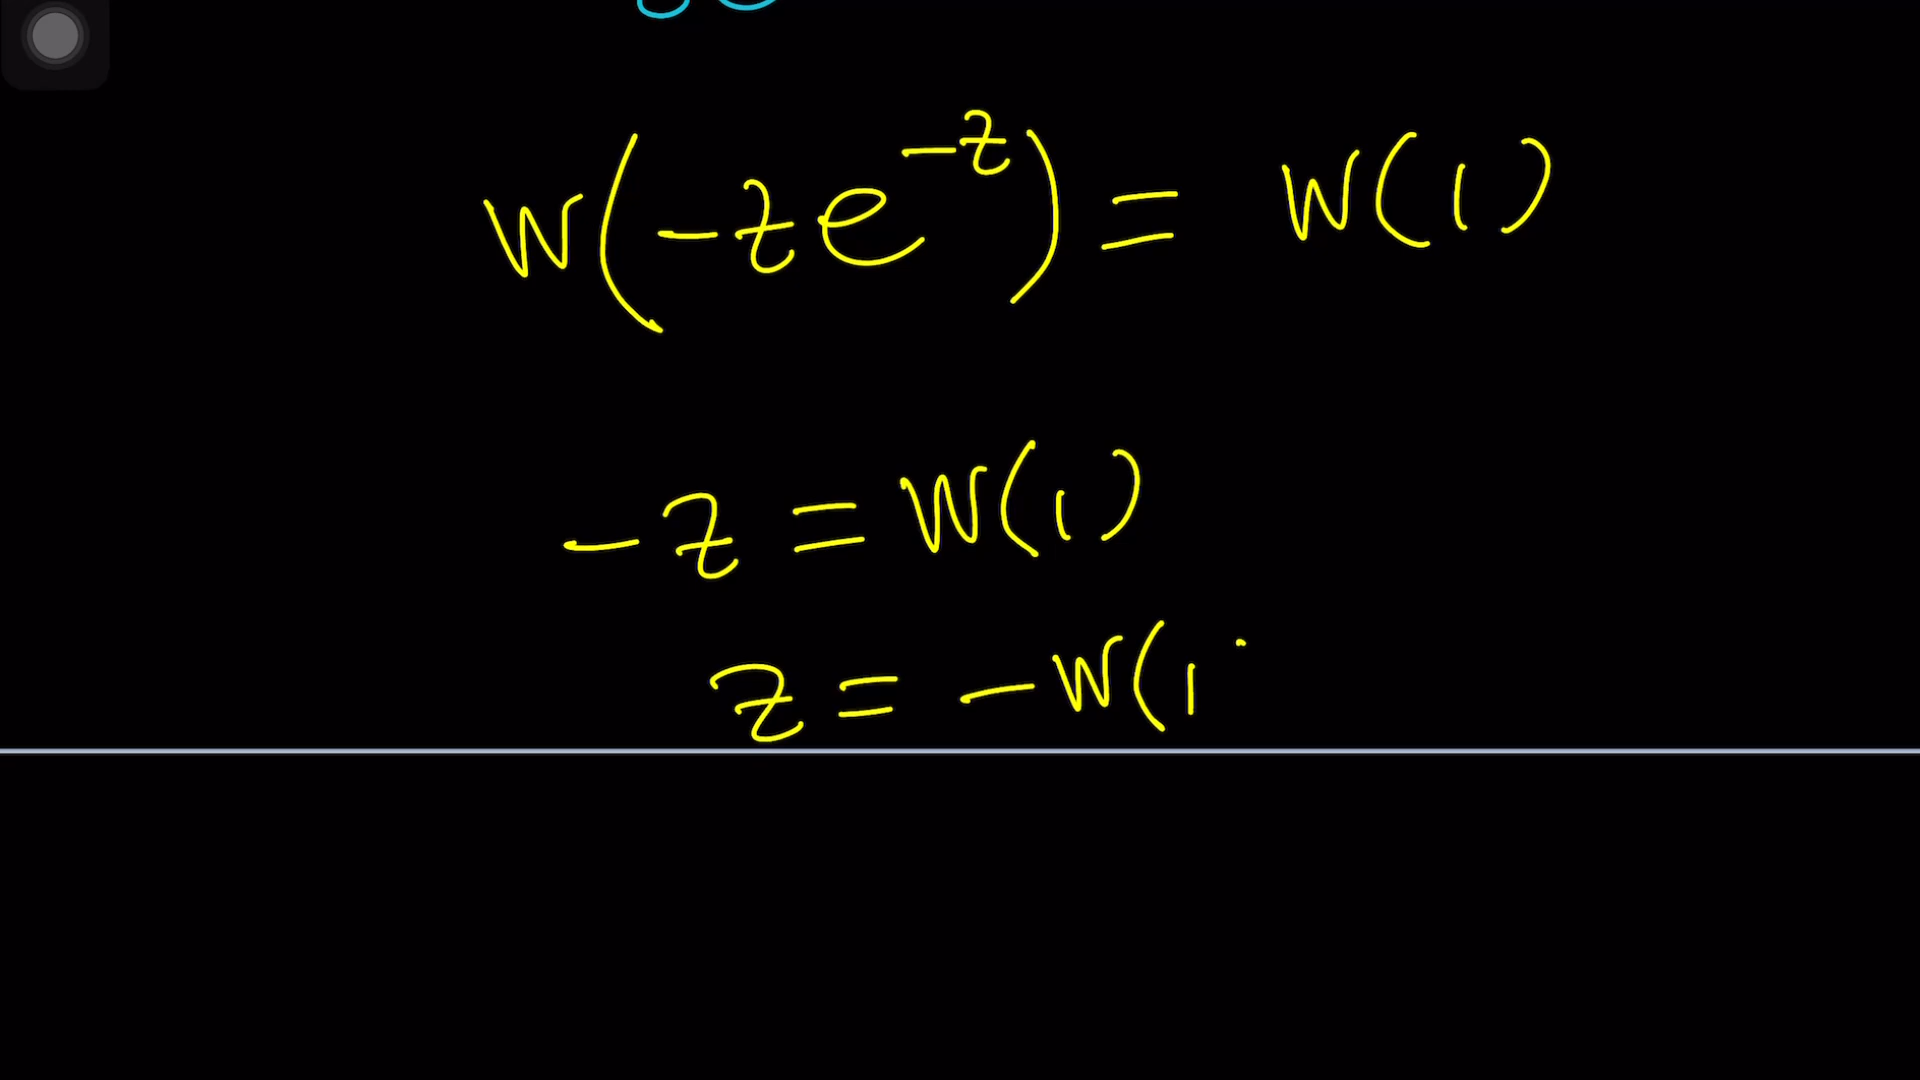 W(-ze^{-z}) = W(1)
-z = W(1)
z = -W(1